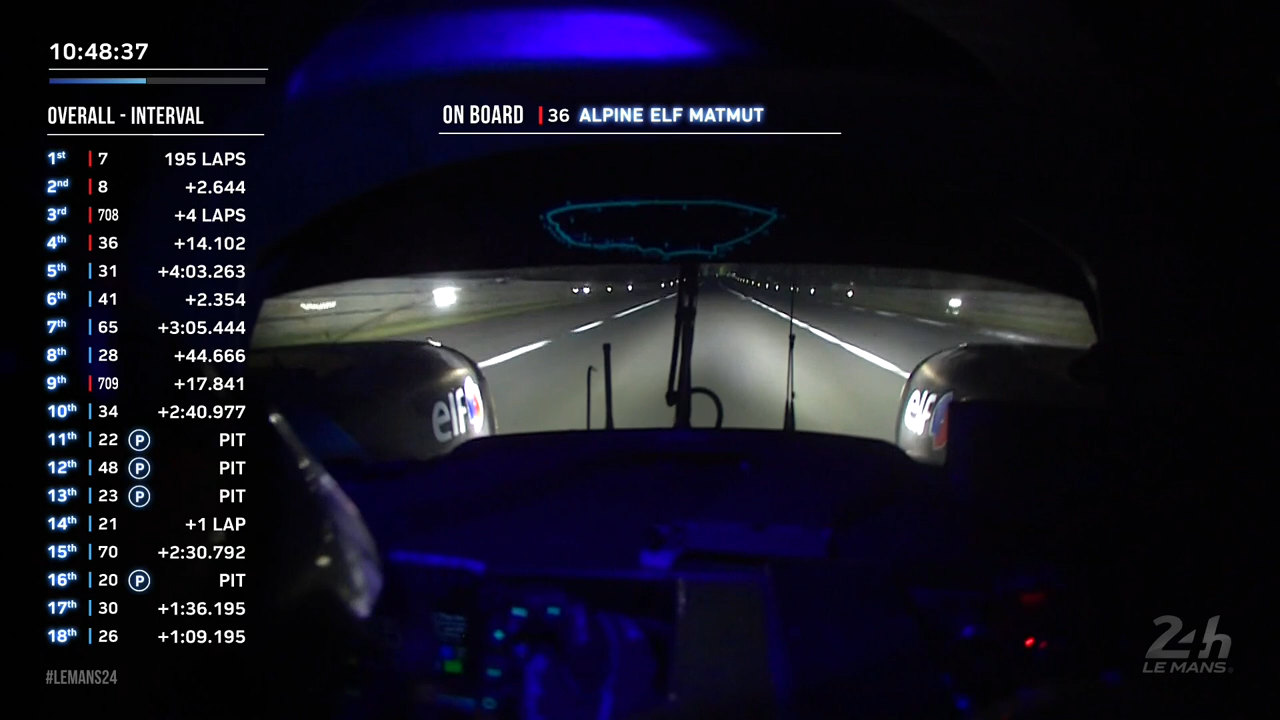 10:48:37
OVERALL - INTERVAL
ON BOARD 36 ALPINE ELF MATMUT
1st 7 195 LAPS
2nd 8 +2.644
3rd 708 +4 LAPS
4th 36 +14.102
5th 31 +4:03.263
6th 41 +2.354
7th 65 +3:05.444
8th 28 +44.666
9th 709 +17.841
10th 34 +2:40.977
11th 22 P PIT
12th 48 P PIT
13th 23 P PIT
14th 21 +1 LAP
15th 70 +2:30.792
16th 20 P PIT
17th 30 +1:36.195
18th 26 +1:09.195
elf
elf
#LEMANS24
24h
LE MANS